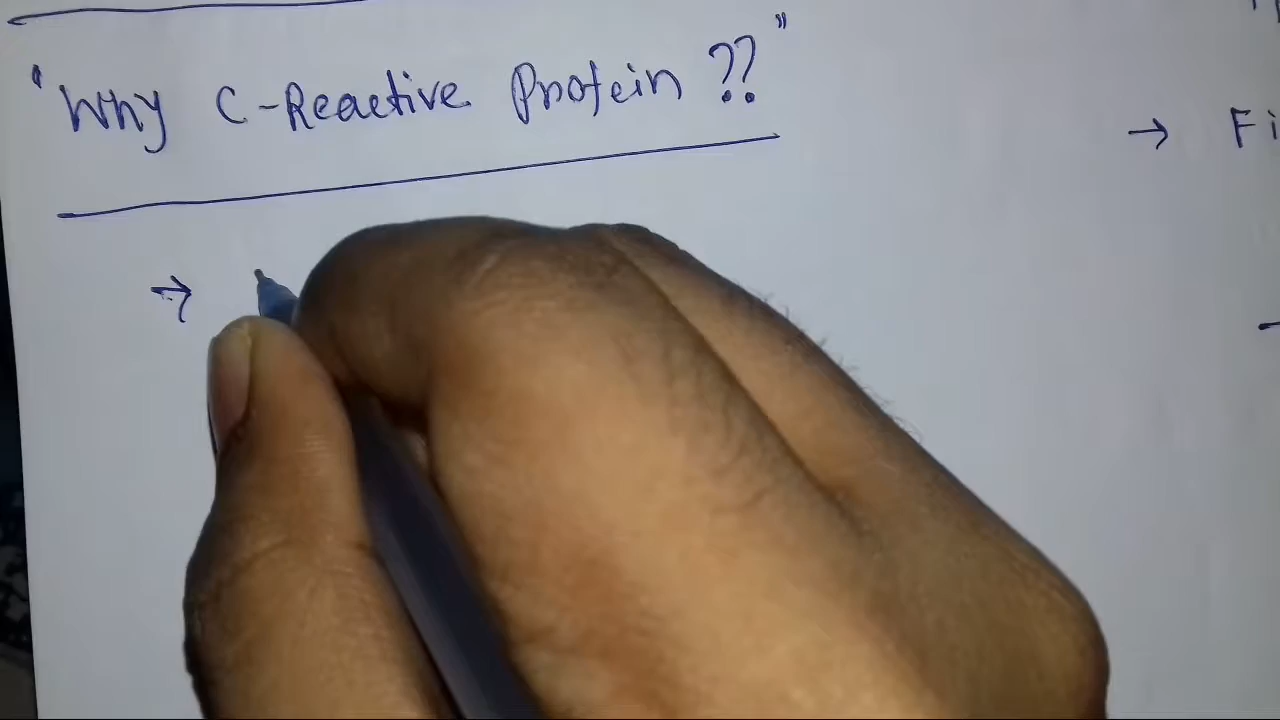 "Why C-Reactive Protein ??"
→
→ Fi